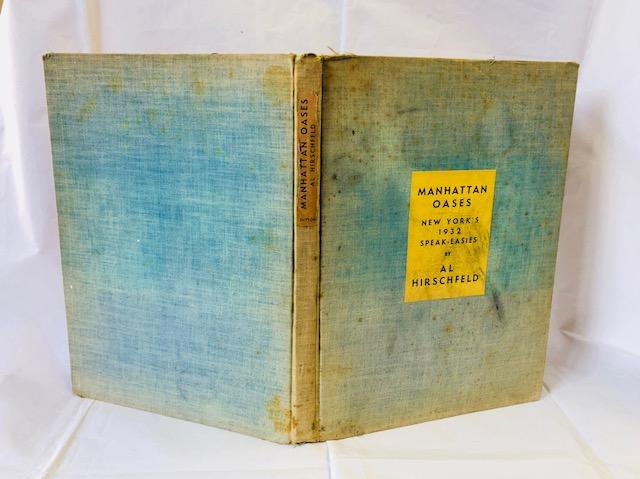 MANHATTAN OASES
AL HIRSCHFELD
DUTTON
MANHATTAN
OASES
NEW YORK'S
1932
SPEAK-EASIES
BY
AL
HIRSCHFELD